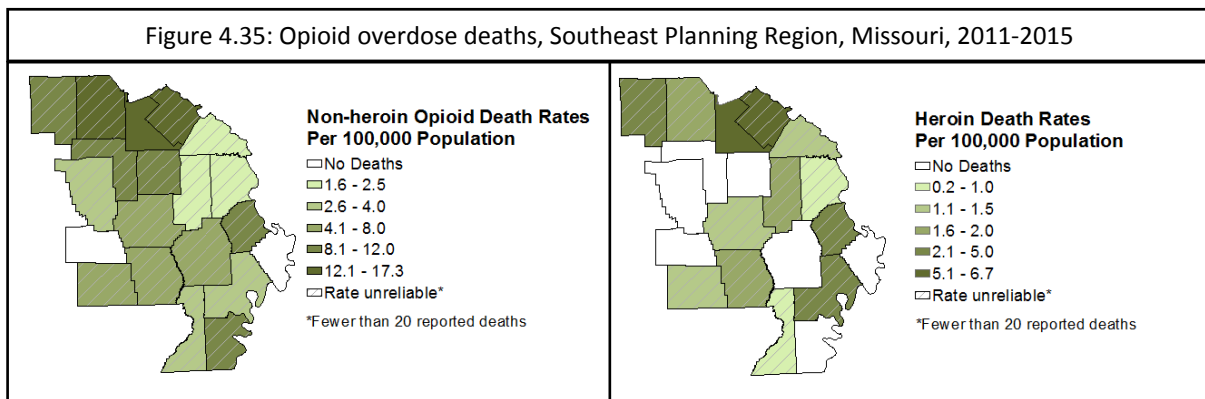 Figure 4.35: Opioid overdose deaths, Southeast Planning Region, Missouri, 2011-2015
Non-heroin Opioid Death Rates
Per 100,000 Population
No Deaths
1.6 - 2.5
2.6 - 4.0
4.1 - 8.0
8.1 - 12.0
12.1 - 17.3
Rate unreliable*
*Fewer than 20 reported deaths
Heroin Death Rates
Per 100,000 Population
No Deaths
0.2 - 1.0
1.1 - 1.5
1.6 - 2.0
2.1 - 5.0
5.1 - 6.7
Rate unreliable*
*Fewer than 20 reported deaths